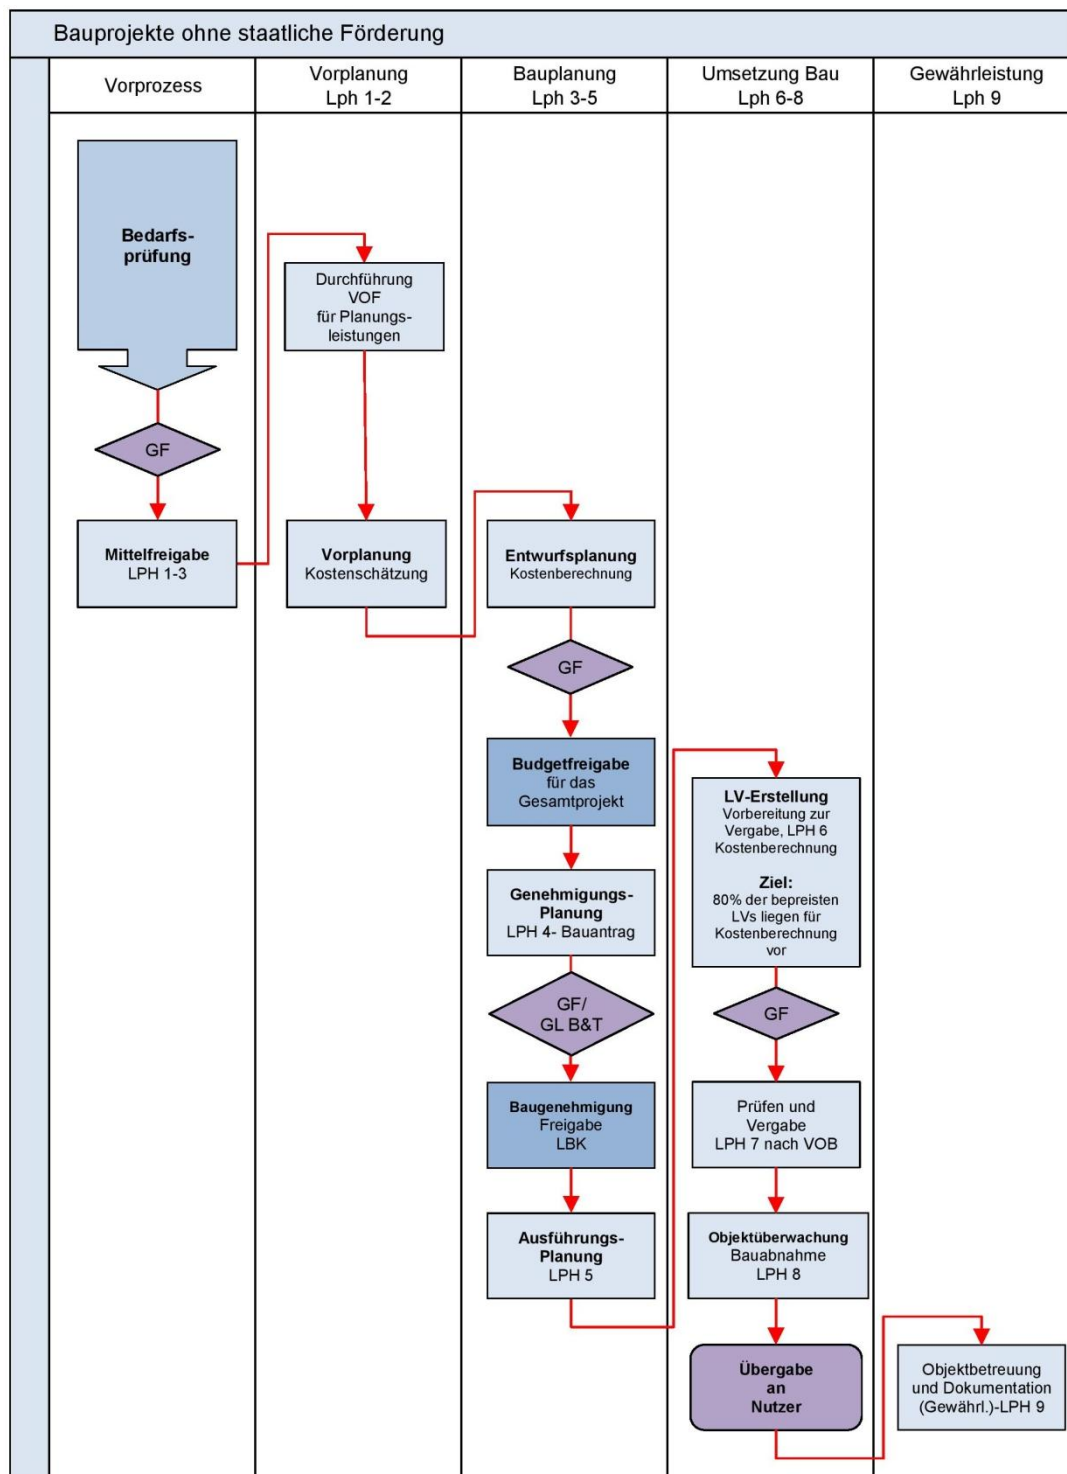 Bauprojekte ohne staatliche Förderung
Vorprozess
Vorplanung
Lph 1-2
Bauplanung
Lph 3-5
Umsetzung Bau
Lph 6-8
Gewährleistung
Lph 9
Bedarfs-
prüfung
GF
Mittelfreigabe
LPH 1-3
Durchführung
VOF
für Planungs-
leistungen
Vorplanung
Kostenschätzung
Entwurfsplanung
Kostenberechnung
GF
Budgetfreigabe
für das
Gesamtprojekt
Genehmigungs-
Planung
LPH 4- Bauantrag
GF/
GL B&T
Baugenehmigung
Freigabe
LBK
Ausführungs-
Planung
LPH 5
LV-Erstellung
Vorbereitung zur
Vergabe, LPH 6
Kostenberechnung
Ziel:
80% der bepreisten
LVs liegen für
Kostenberechnung
vor
GF
Prüfen und
Vergabe
LPH 7 nach VOB
Objektüberwachung
Bauabnahme
LPH 8
Übergabe
an
Nutzer
Objektbetreuung
und Dokumentation
(Gewährl.)-LPH 9